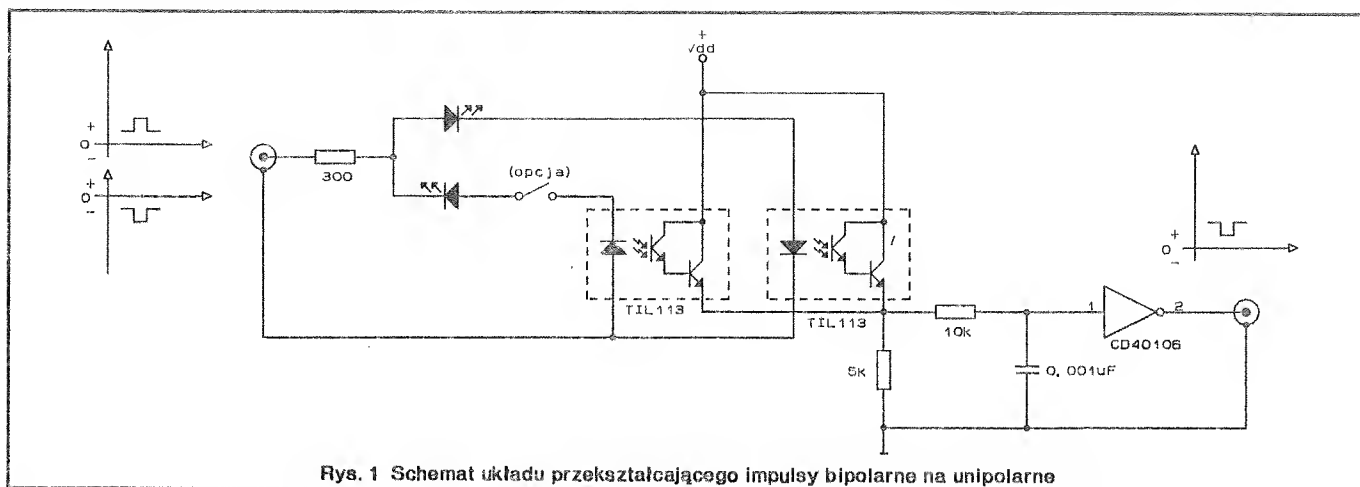 +
Vdd
+
0
-
+
0
-
300
(opcja)
TIL113
TIL113
10k
5k
0,001uF
1
2
CD40106
+
0
-
Rys. 1 Schemat układu przekształcającego impulsy bipolarne na unipolarne